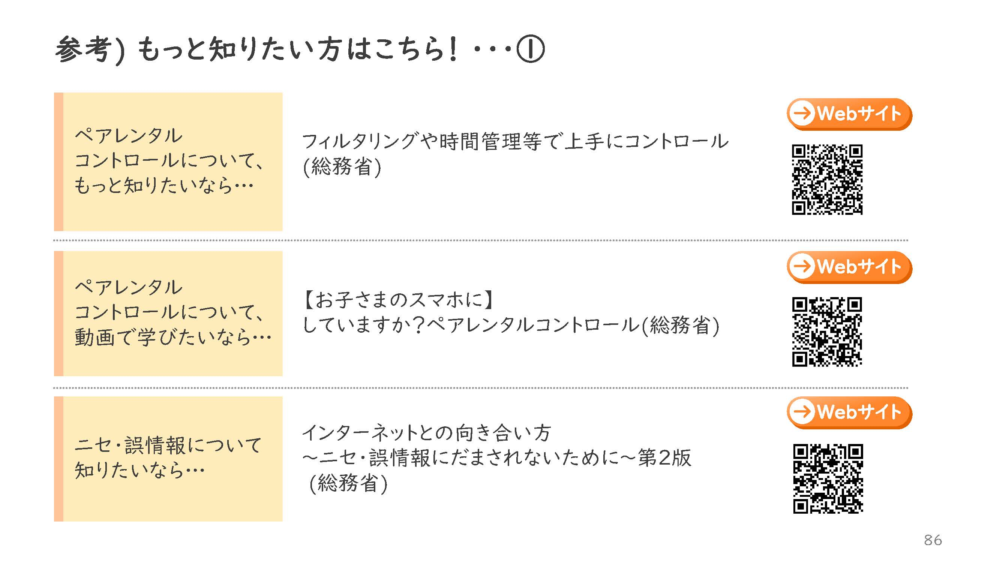 参考) もっと知りたい方はこちら! ・・・①
ペアレンタル
コントロールについて、
もっと知りたいなら…
フィルタリングや時間管理等で上手にコントロール
(総務省)
Webサイト
ペアレンタル
コントロールについて、
動画で学びたいなら…
【お子さまのスマホに】
していますか?ペアレンタルコントロール(総務省)
Webサイト
ニセ・誤情報について
知りたいなら…
インターネットとの向き合い方
~ニセ・誤情報にだまされないために~第2版
(総務省)
Webサイト
86